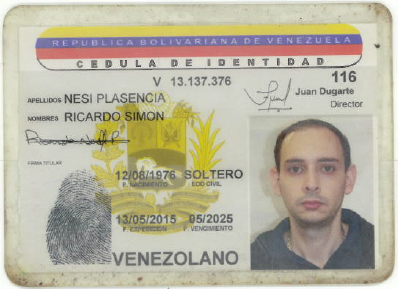 REPUBLICA BOLIVARIANA DE VENEZUELA
CEDULA DE IDENTIDAD
V 13.137.376
116
APELLIDOS NESI PLASENCIA
Juan Dugarte
Director
NOMBRES RICARDO SIMON
FIRMA TITULAR
12/08/1976 SOLTERO
F. NACIMIENTO EDO CIVIL
13/05/2015 05/2025
F. EXPEDICION F. VENCIMIENTO
VENEZOLANO